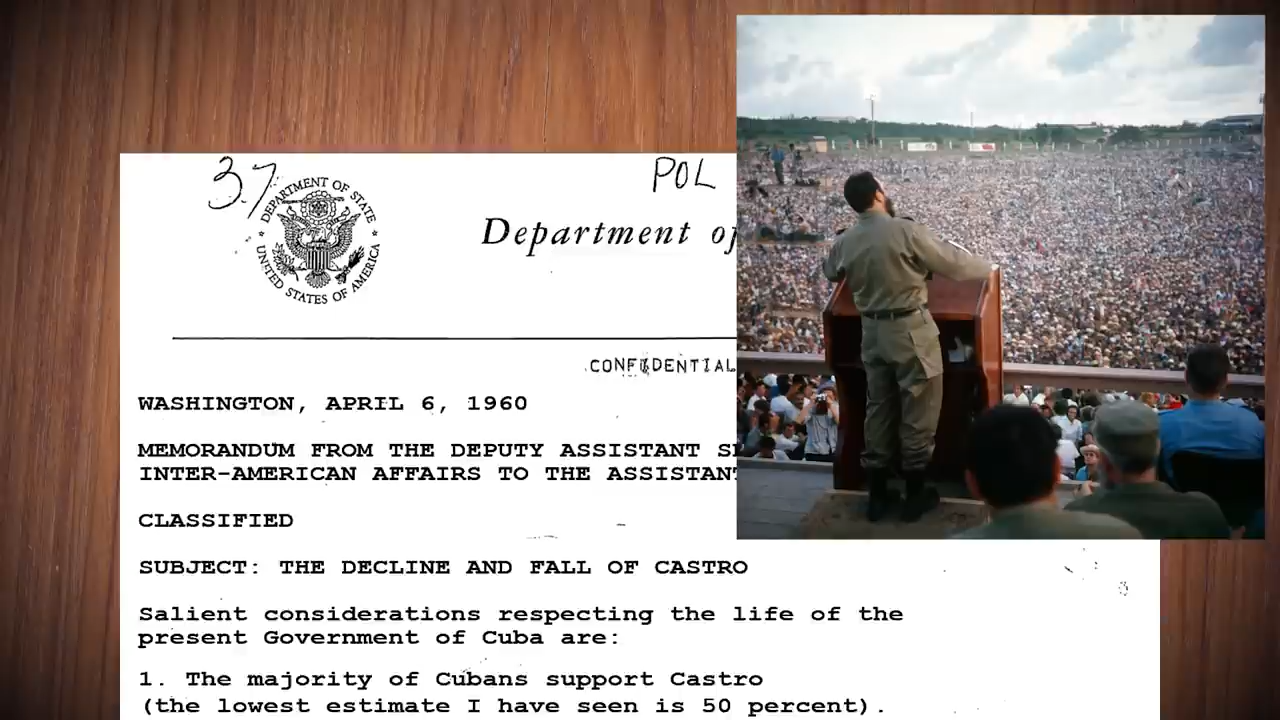 37
POL
DEPARTMENT OF STATE
UNITED STATES OF AMERICA
Department of
CONFIDENTIAL
WASHINGTON, APRIL 6, 1960
MEMORANDUM FROM THE DEPUTY ASSISTANT
INTER-AMERICAN AFFAIRS TO THE ASSISTANT
CLASSIFIED
SUBJECT: THE DECLINE AND FALL OF CASTRO
Salient considerations respecting the life of the
present Government of Cuba are:
1. The majority of Cubans support Castro
(the lowest estimate I have seen is 50 percent).